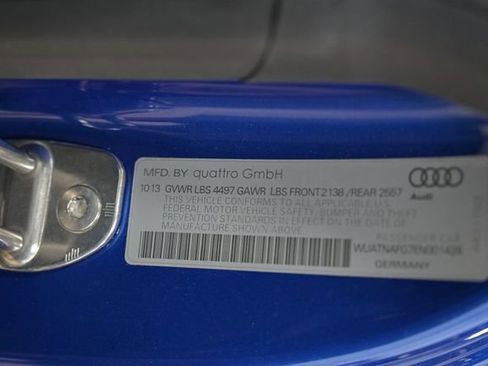 MFD. BY quattro GmbH
10 13 GVWR LBS 4497 GAWR LBS FRONT 2138 /REAR 2557
THIS VEHICLE CONFORMS TO ALL APPLICABLE U.S.
FEDERAL MOTOR VEHICLE SAFETY, BUMPER AND THEFT
PREVENTION STANDARDS IN EFFECT ON THE DATE OF
MANUFACTURE SHOWN ABOVE.
Audi
PASSENGER CAR
GERMANY